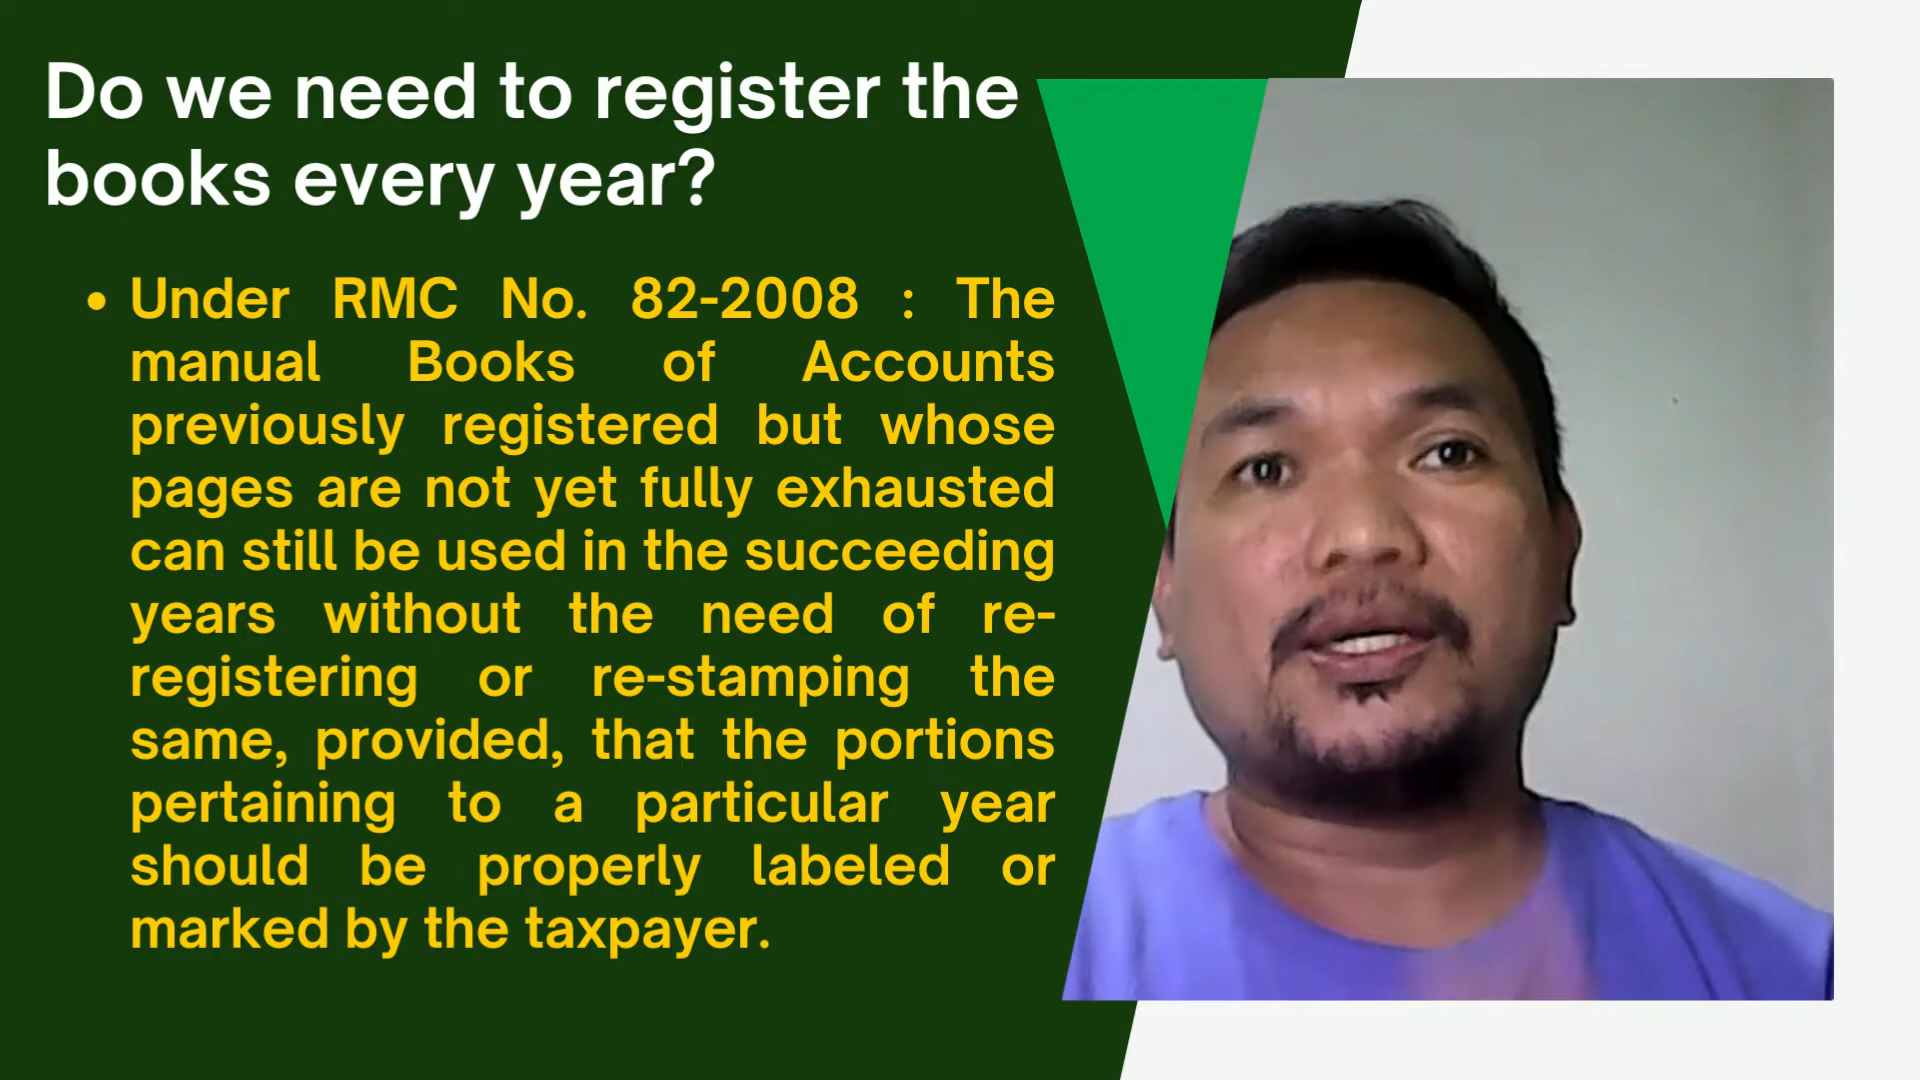 Do we need to register the
books every year?
• Under RMC No. 82-2008 : The
manual Books of Accounts
previously registered but whose
pages are not yet fully exhausted
can still be used in the succeeding
years without the need of re-
registering or re-stamping the
same, provided, that the portions
pertaining to a particular year
should be properly labeled or
marked by the taxpayer.